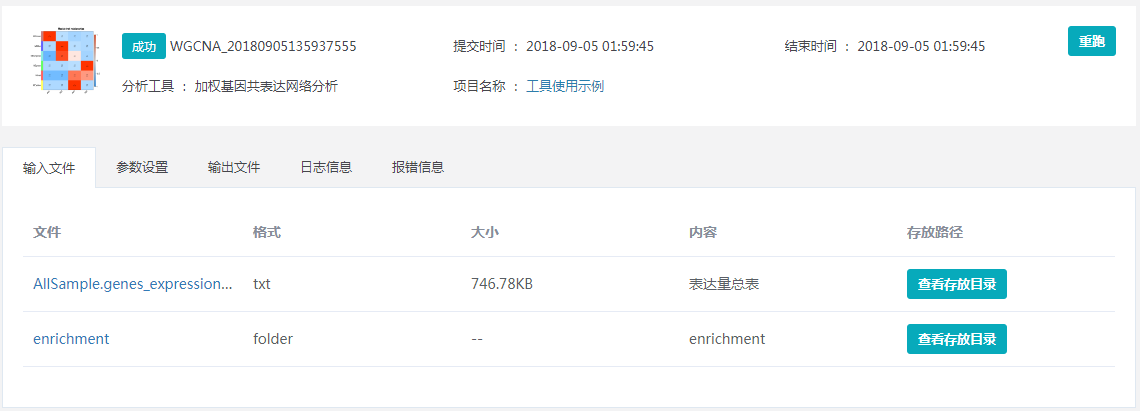 成功 WGCNA_20180905135937555 提交时间 ： 2018-09-05 01:59:45 结束时间 ： 2018-09-05 01:59:45 重跑
分析工具 ： 加权基因共表达网络分析 项目名称 ： 工具使用示例
输入文件 参数设置 输出文件 日志信息 报错信息
文件 格式 大小 内容 存放路径
AllSample.genes_expression... txt 746.78KB 表达量总表 查看存放目录
enrichment folder -- enrichment 查看存放目录